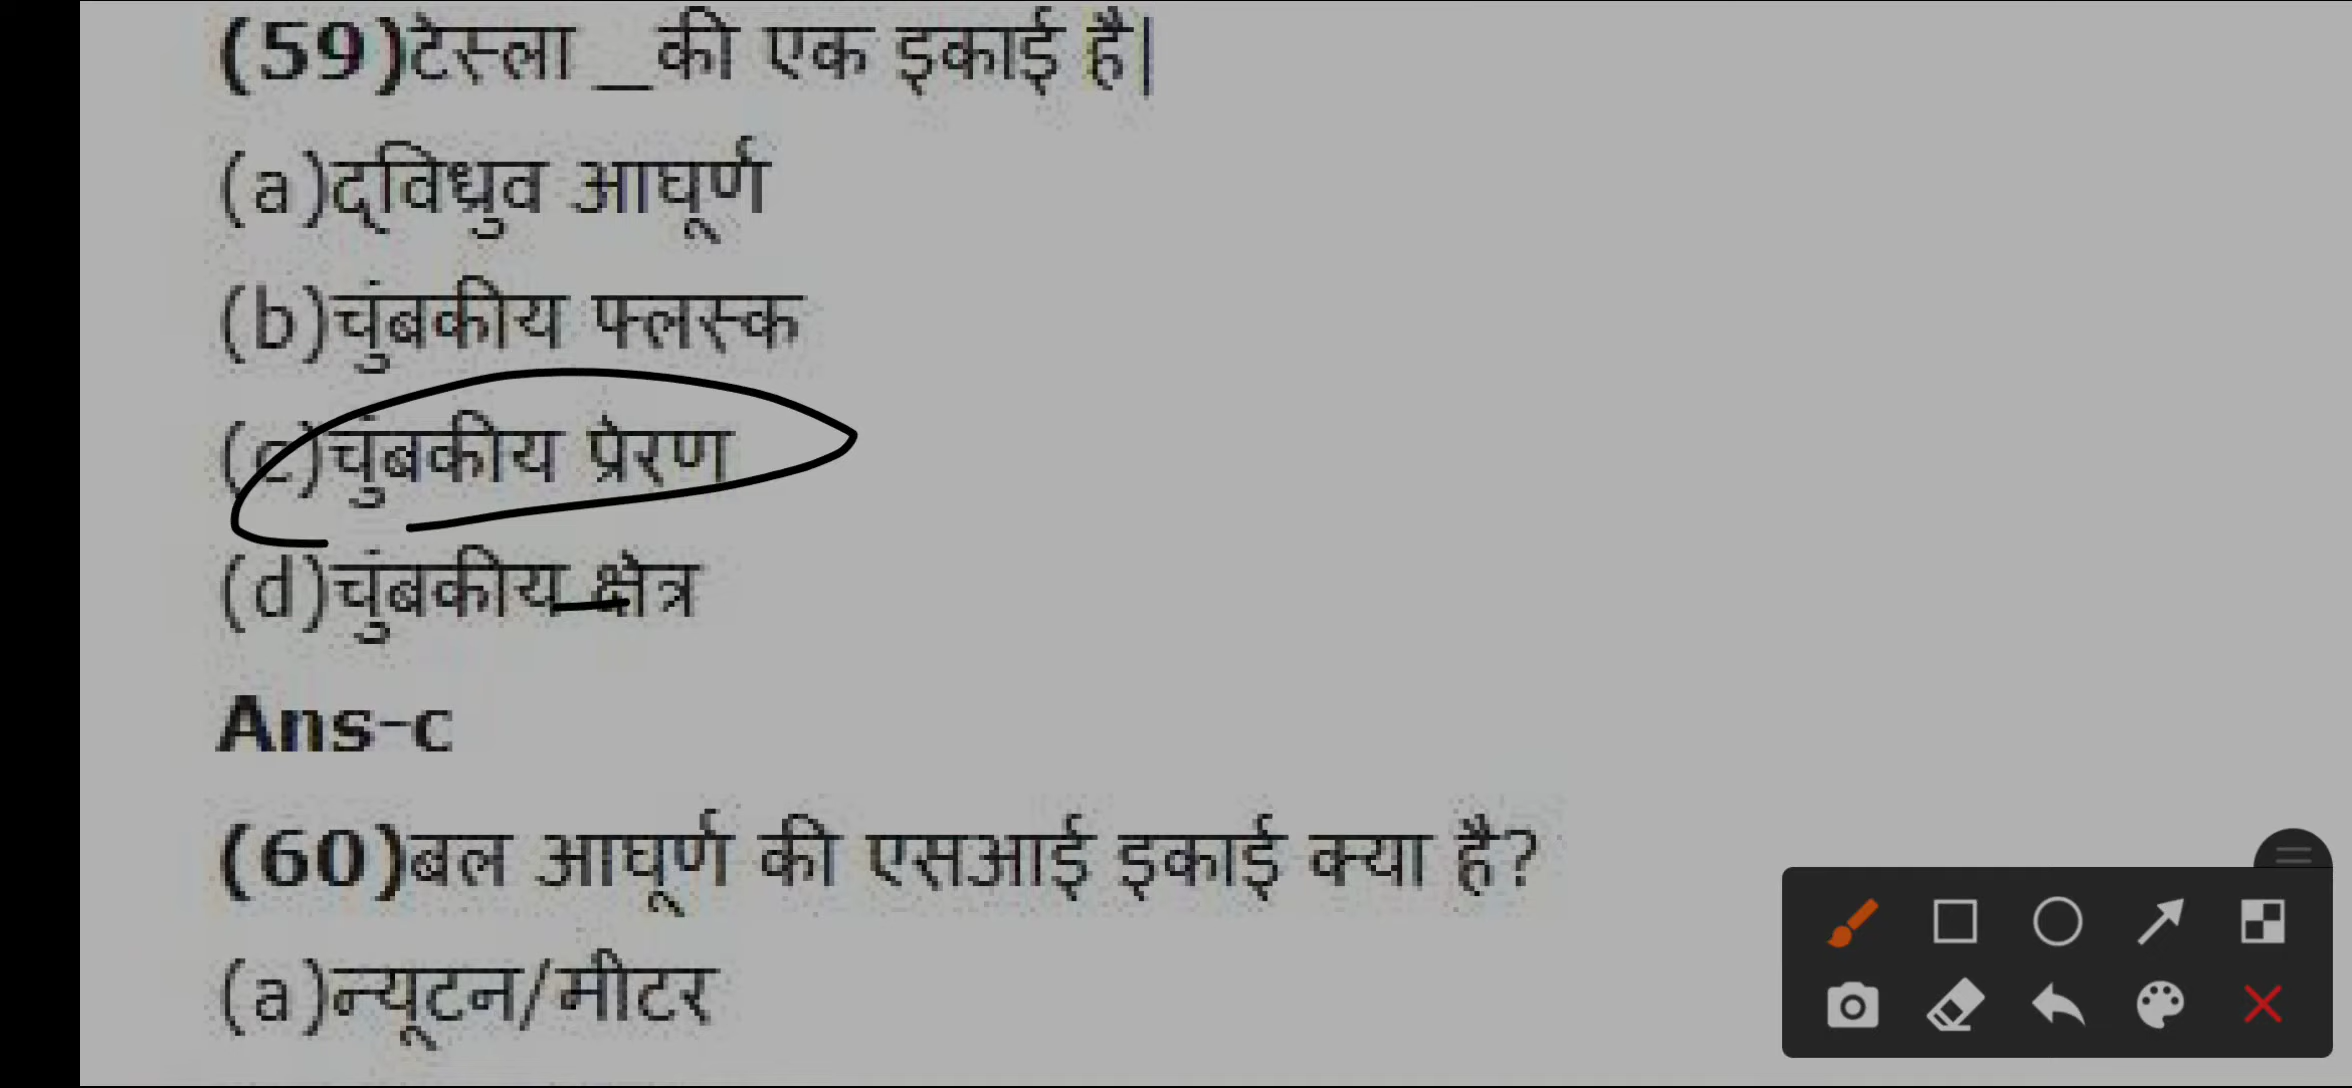 (59)टेस्ला _की एक इकाई है|
(a)द्विध्रुव आघूर्ण
(b)चुंबकीय फ्लस्क
(c)चुंबकीय प्रेरण
(d)चुंबकीय क्षेत्र
Ans-c
(60)बल आघूर्ण की एसआई इकाई क्या है?
(a)न्यूटन/मीटर